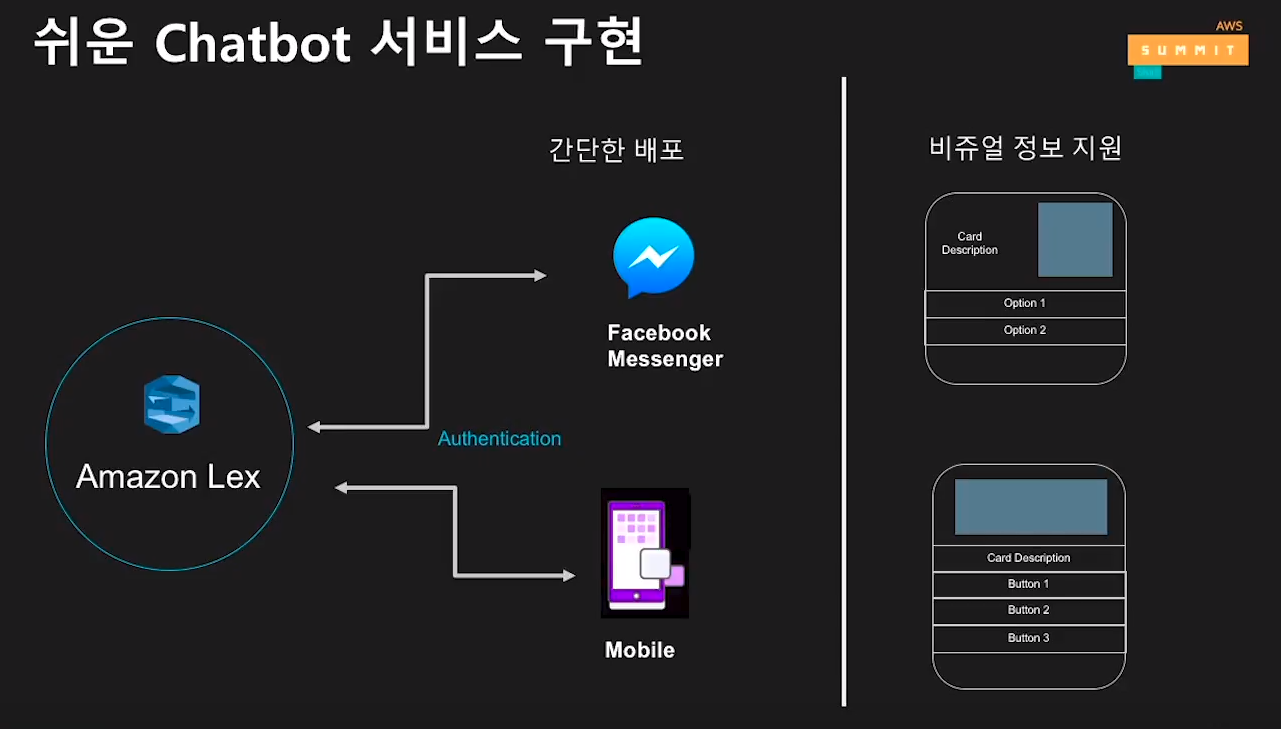 쉬운 Chatbot 서비스 구현
AWS
SUMMIT
간단한 배포
Facebook
Messenger
Amazon Lex
Authentication
Mobile
비쥬얼 정보 지원
Card
Description
Option 1
Option 2
Card Description
Button 1
Button 2
Button 3